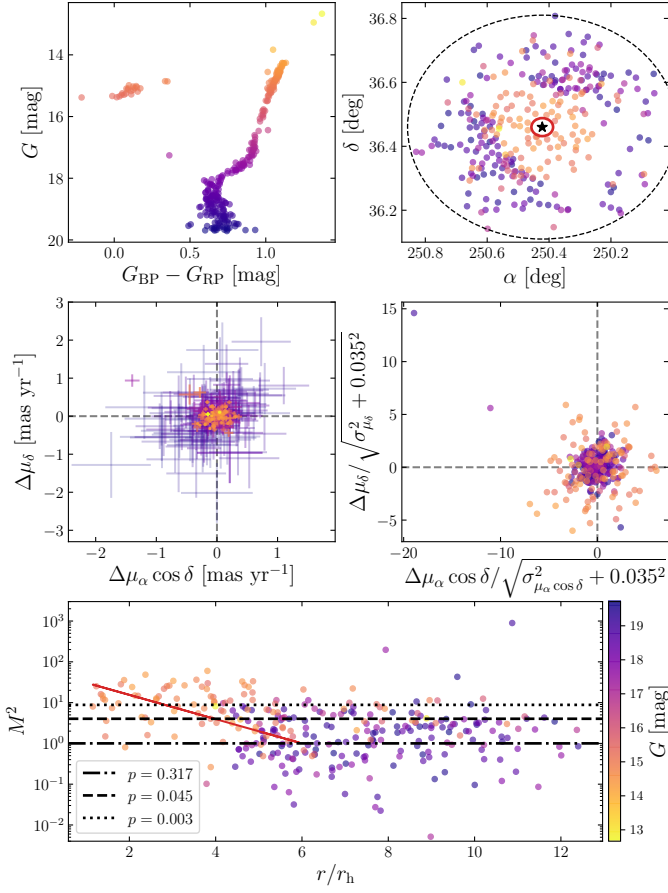 14
16
18
20
G [mag]
0.0 0.5 1.0
G_BP − G_RP [mag]
36.8
36.6
36.4
36.2
δ [deg]
250.8 250.6 250.4 250.2
α [deg]
3
2
1
0
−1
−2
−3
Δμ_δ [mas yr⁻¹]
−2 −1 0 1
Δμ_α cos δ [mas yr⁻¹]
15
10
5
0
−5
Δμ_δ/√σ²_μ_δ + 0.035²
−20 −10 0
Δμ_α cos δ/√σ²_μ_α cos δ + 0.035²
10³
10²
10¹
10⁰
10⁻¹
10⁻²
M²
p = 0.317
p = 0.045
p = 0.003
2 4 6 8 10 12
r/r_h
19
18
17
16
15
14
13
G [mag]